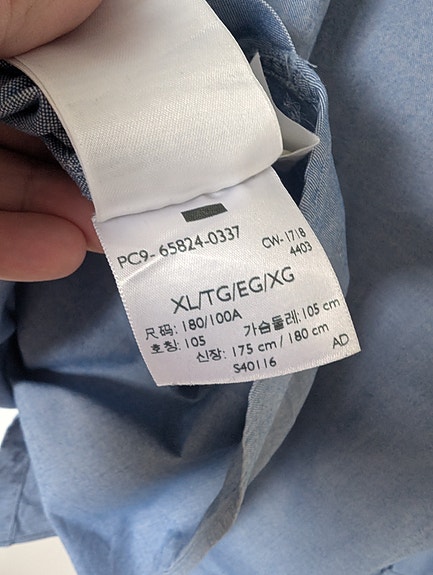 PC9- 65824-0337
CW-1718
4403
XL/TG/EG/XG
尺码: 180/100A
호칭: 105
가슴둘레: 105 cm
신장: 175 cm / 180 cm
S40116
AD